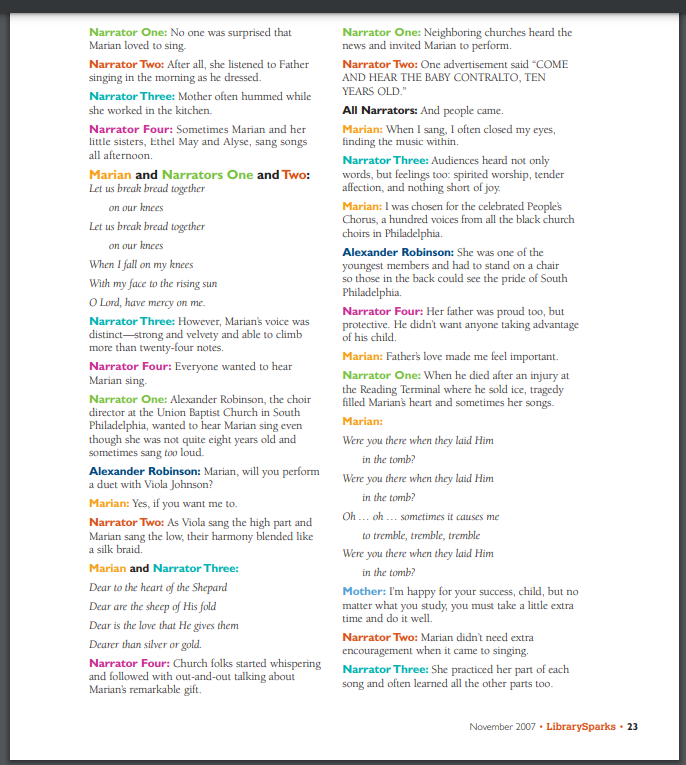 Narrator One: No one was surprised that
Marian loved to sing.
Narrator Two: After all, she listened to Father
singing in the morning as he dressed.
Narrator Three: Mother often hummed while
she worked in the kitchen.
Narrator Four: Sometimes Marian and her
little sisters, Ethel May and Alyse, sang songs
all afternoon.
Marian and Narrators One and Two:
Let us break bread together
on our knees
Let us break bread together
on our knees
When I fall on my knees
With my face to the rising sun
O Lord, have mercy on me.
Narrator Three: However, Marian's voice was
distinct—strong and velvety and able to climb
more than twenty-four notes.
Narrator Four: Everyone wanted to hear
Marian sing.
Narrator One: Alexander Robinson, the choir
director at the Union Baptist Church in South
Philadelphia, wanted to hear Marian sing even
though she was not quite eight years old and
sometimes sang too loud.
Alexander Robinson: Marian, will you perform
a duet with Viola Johnson?
Marian: Yes, if you want me to.
Narrator Two: As Viola sang the high part and
Marian sang the low, their harmony blended like
a silk braid.
Marian and Narrator Three:
Dear to the heart of the Shepard
Dear are the sheep of His fold
Dear is the love that He gives them
Dearer than silver or gold.
Narrator Four: Church folks started whispering
and followed with out-and-out talking about
Marian's remarkable gift.
Narrator One: Neighboring churches heard the
news and invited Marian to perform.
Narrator Two: One advertisement said “COME
AND HEAR THE BABY CONTRALTO, TEN
YEARS OLD.”
All Narrators: And people came.
Marian: When I sang, I often closed my eyes,
finding the music within.
Narrator Three: Audiences heard not only
words, but feelings too: spirited worship, tender
affection, and nothing short of joy.
Marian: I was chosen for the celebrated People's
Chorus, a hundred voices from all the black church
choirs in Philadelphia.
Alexander Robinson: She was one of the
youngest members and had to stand on a chair
so those in the back could see the pride of South
Philadelphia.
Narrator Four: Her father was proud too, but
protective. He didn't want anyone taking advantage
of his child.
Marian: Father's love made me feel important.
Narrator One: When he died after an injury at
the Reading Terminal where he sold ice, tragedy
filled Marian's heart and sometimes her songs.
Marian:
Were you there when they laid Him
in the tomb?
Were you there when they laid Him
in the tomb?
Oh … oh … sometimes it causes me
to tremble, tremble, tremble
Were you there when they laid Him
in the tomb?
Mother: I'm happy for your success, child, but no
matter what you study, you must take a little extra
time and do it well.
Narrator Two: Marian didn't need extra
encouragement when it came to singing.
Narrator Three: She practiced her part of each
song and often learned all the other parts too.
November 2007 • LibrarySparks • 23